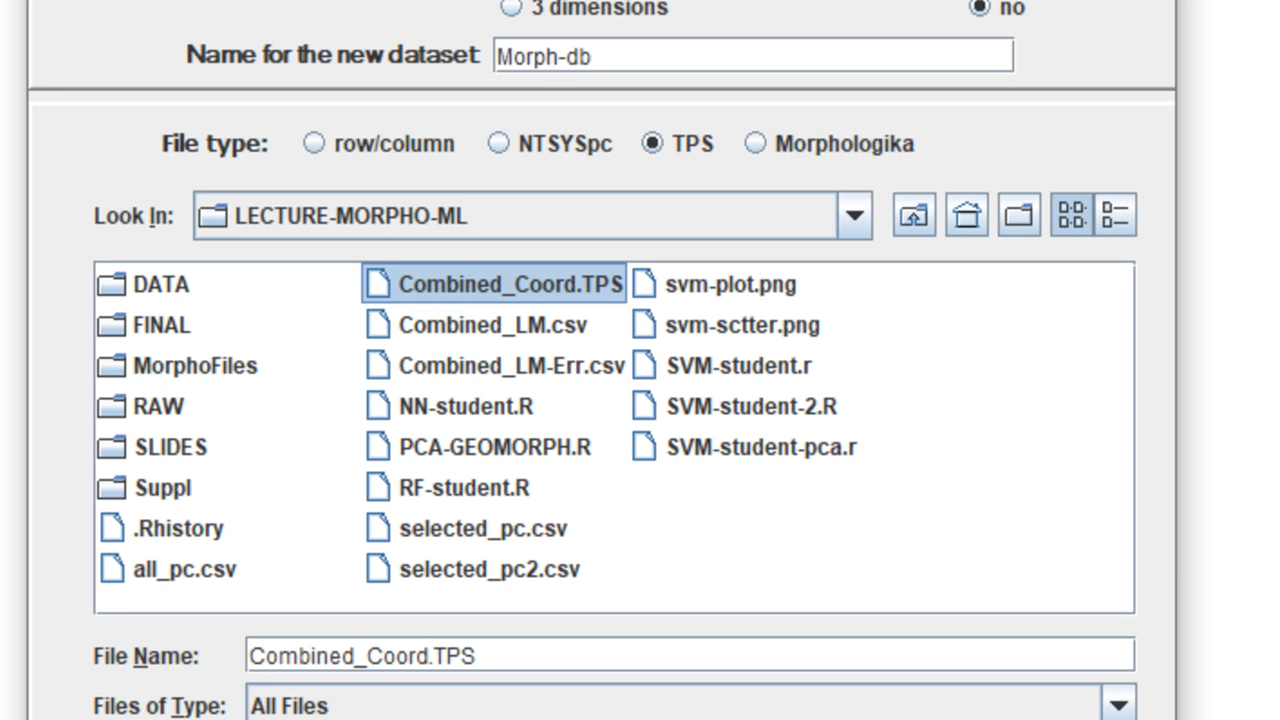 3 dimensions no
Name for the new dataset: Morph-db
File type: row/column NTSYSpc TPS Morphologika
Look In: LECTURE-MORPHO-ML
DATA Combined_Coord.TPS svm-plot.png
FINAL Combined_LM.csv svm-sctter.png
MorphoFiles Combined_LM-Err.csv SVM-student.r
RAW NN-student.R SVM-student-2.R
SLIDES PCA-GEOMORPH.R SVM-student-pca.r
Suppl RF-student.R
.Rhistory selected_pc.csv
all_pc.csv selected_pc2.csv
File Name: Combined_Coord.TPS
Files of Type: All Files